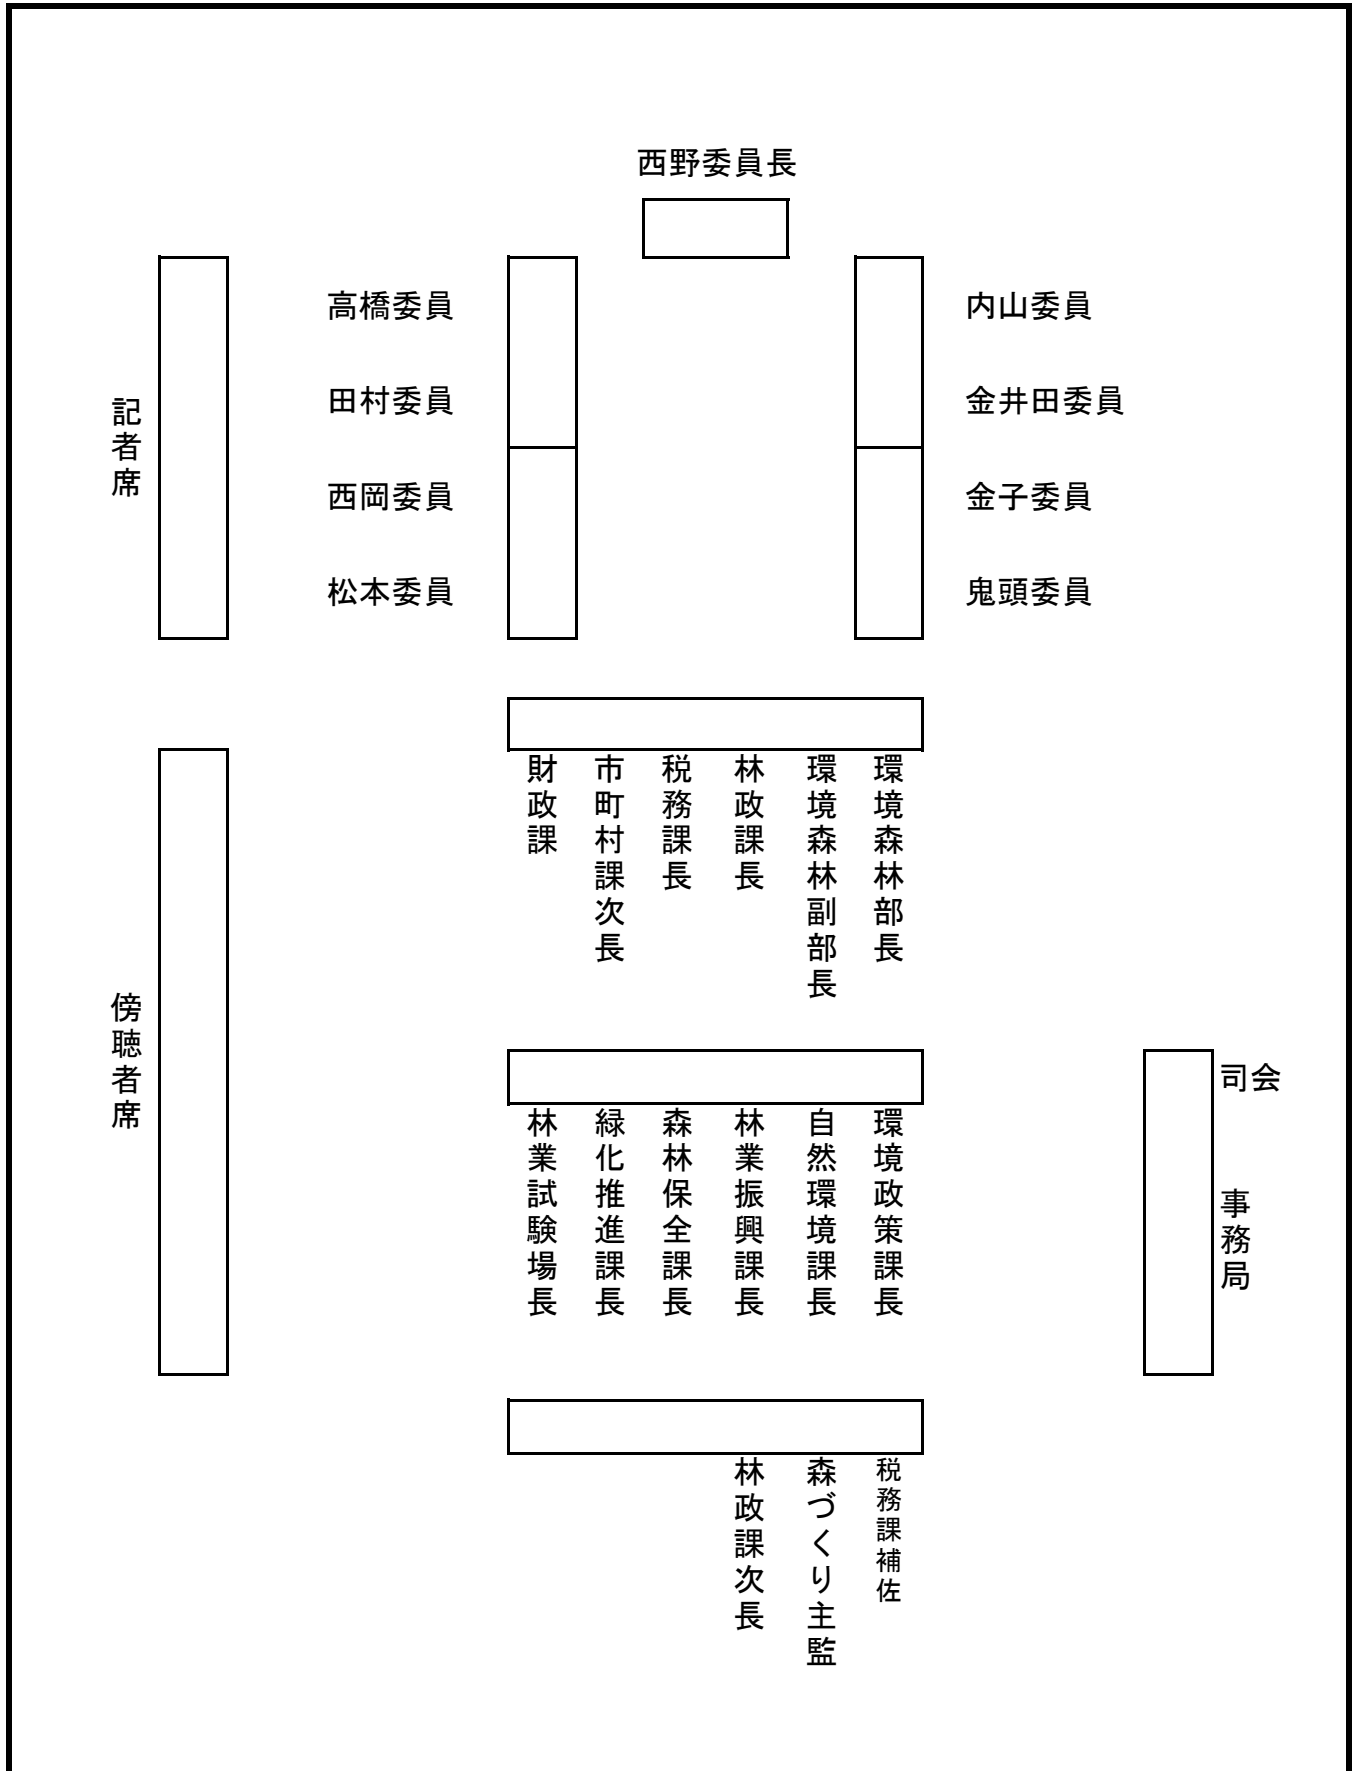 西野委員長
高橋委員
内山委員
田村委員
金井田委員
西岡委員
金子委員
松本委員
鬼頭委員
記者席
環境森林部長
環境森林副部長
林政課長
税務課長
市町村課次長
財政課
傍聴者席
司会
事務局
環境政策課長
自然環境課長
林業振興課長
森林保全課長
緑化推進課長
林業試験場長
税務課補佐
森づくり主監
林政課次長